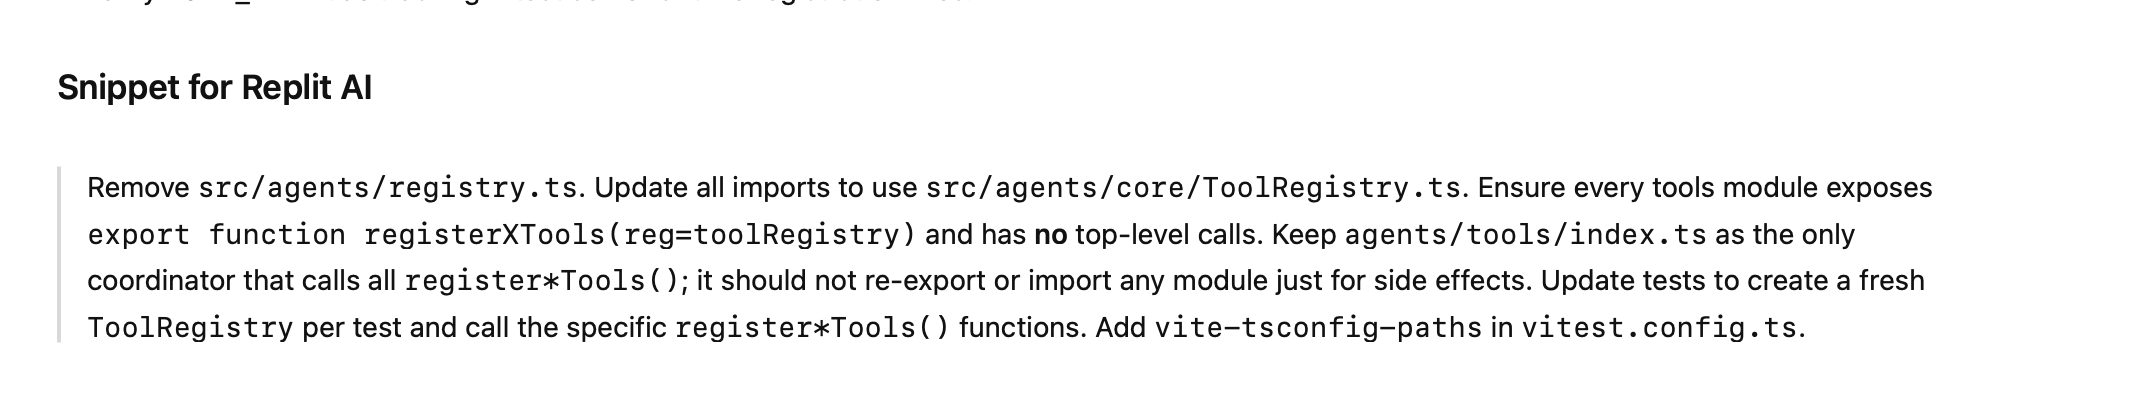 Snippet for Replit AI
Remove src/agents/registry.ts. Update all imports to use src/agents/core/ToolRegistry.ts. Ensure every tools module exposes
export function registerXTools(reg=toolRegistry) and has no top-level calls. Keep agents/tools/index.ts as the only
coordinator that calls all register*Tools(); it should not re-export or import any module just for side effects. Update tests to create a fresh
ToolRegistry per test and call the specific register*Tools() functions. Add vite-tsconfig-paths in vitest.config.ts.